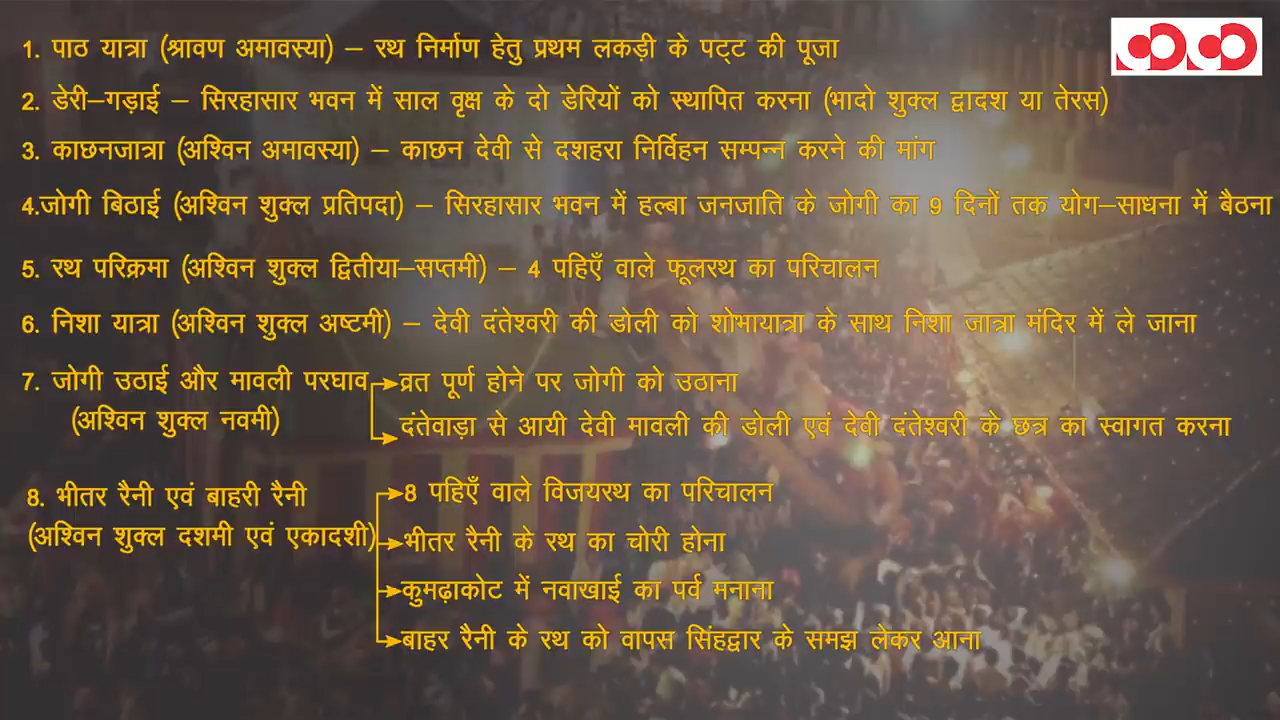 1. पाठ यात्रा (श्रावण अमावस्या) – रथ निर्माण हेतु प्रथम लकड़ी के पट्ट की पूजा
2. डेरी–गड़ाई – सिरहासार भवन में साल वृक्ष के दो डेरियों को स्थापित करना (भादो शुक्ल द्वादश या तेरस)
3. काछनजात्रा (अश्विन अमावस्या) – काछन देवी से दशहरा निर्विहन सम्पन्न करने की मांग
4.जोगी बिठाई (अश्विन शुक्ल प्रतिपदा) – सिरहासार भवन में हल्बा जनजाति के जोगी का 9 दिनों तक योग–साधना में बैठना
5. रथ परिक्रमा (अश्विन शुक्ल द्वितीया–सप्तमी) – 4 पहिएँ वाले फूलरथ का परिचालन
6. निशा यात्रा (अश्विन शुक्ल अष्टमी) – देवी दंतेश्वरी की डोली को शोभायात्रा के साथ निशा जात्रा मंदिर में ले जाना
7. जोगी उठाई और मावली परघाव
(अश्विन शुक्ल नवमी)
व्रत पूर्ण होने पर जोगी को उठाना
दंतेवाड़ा से आयी देवी मावली की डोली एवं देवी दंतेश्वरी के छत्र का स्वागत करना
8. भीतर रैनी एवं बाहरी रैनी
(अश्विन शुक्ल दशमी एवं एकादशी)
8 पहिएँ वाले विजयरथ का परिचालन
भीतर रैनी के रथ का चोरी होना
कुमढ़ाकोट में नवाखाई का पर्व मनाना
बाहर रैनी के रथ को वापस सिंहद्वार के समझ लेकर आना